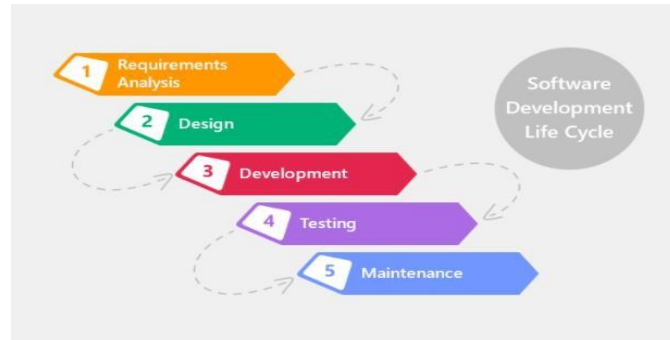 1
Requirements
Analysis
2
Design
3
Development
4
Testing
5
Maintenance
Software
Development
Life Cycle